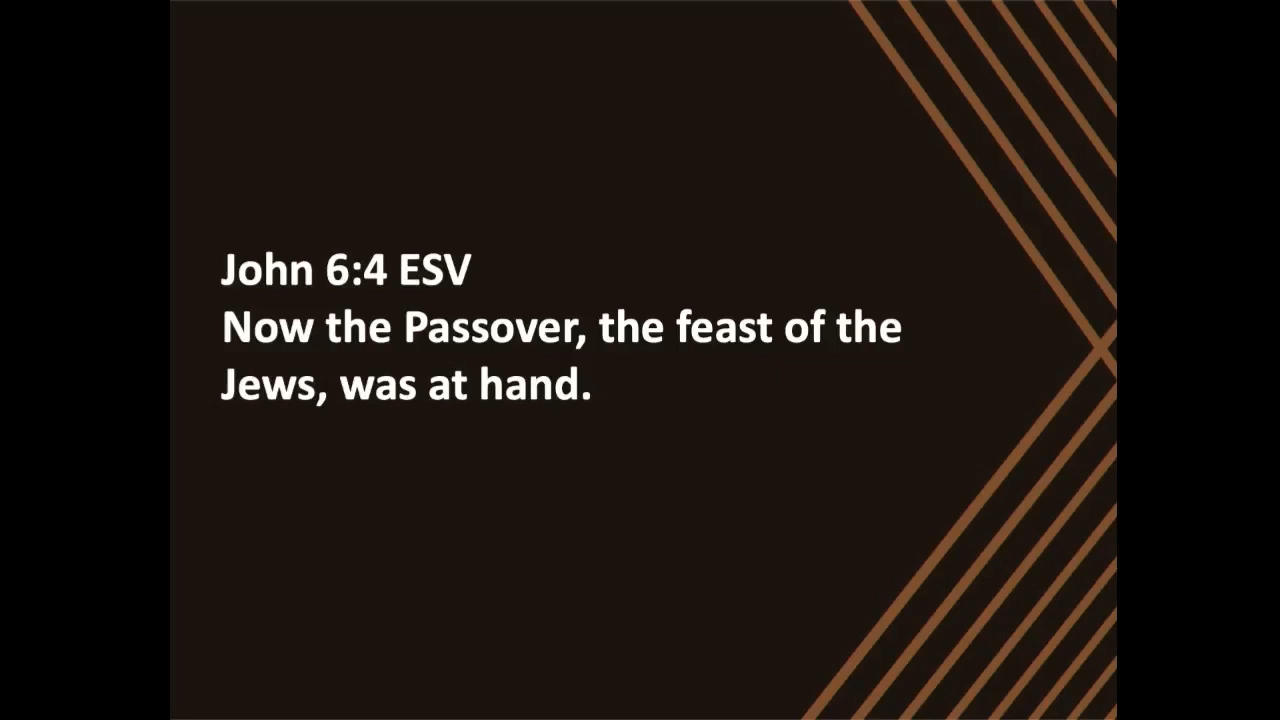 John 6:4 ESV
Now the Passover, the feast of the
Jews, was at hand.